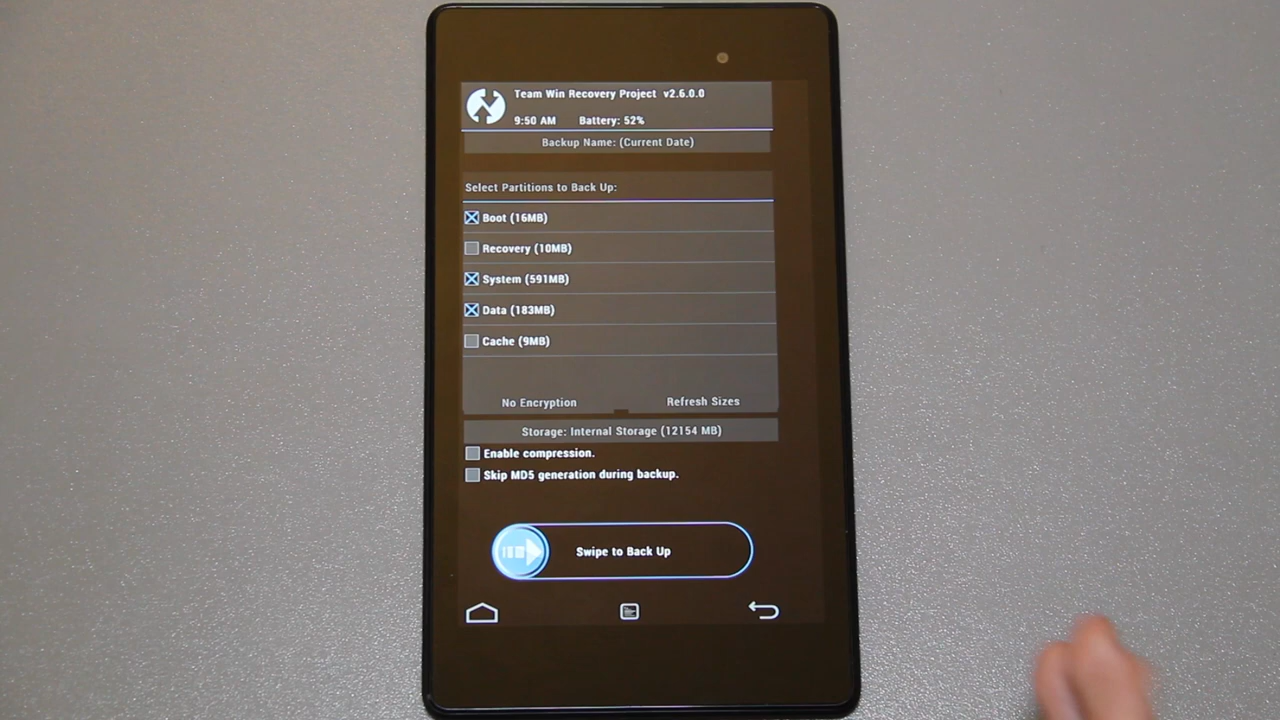 Team Win Recovery Project v2.6.0.0
9:50 AM Battery: 52%
Backup Name: (Current Date)
Select Partitions to Back Up:
Boot (16MB)
Recovery (10MB)
System (591MB)
Data (183MB)
Cache (9MB)
No Encryption Refresh Sizes
Storage: Internal Storage (12154 MB)
Enable compression.
Skip MD5 generation during backup.
Swipe to Back Up